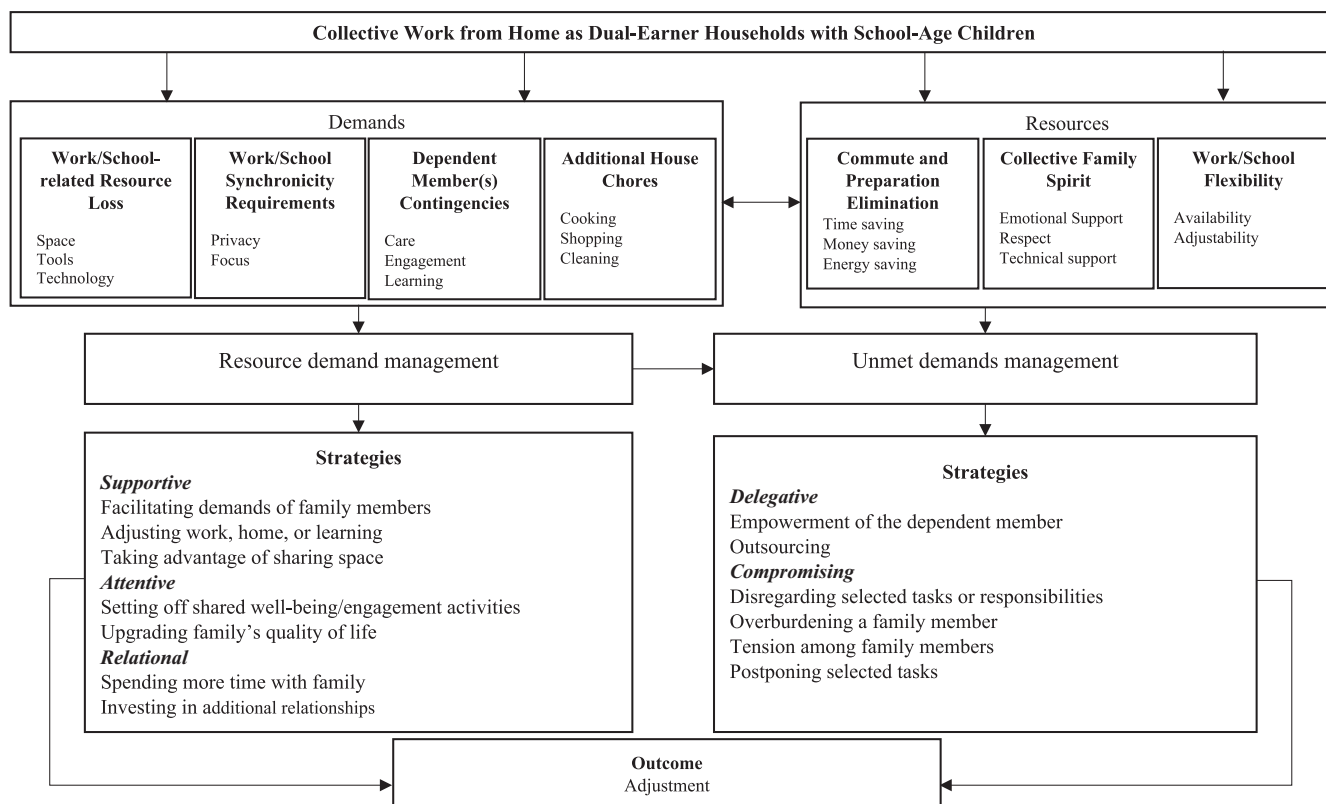 Collective Work from Home as Dual-Earner Households with School-Age Children
Demands
Work/School-
related Resource
Loss
Space
Tools
Technology
Work/School
Synchronicity
Requirements
Privacy
Focus
Dependent
Member(s)
Contingencies
Care
Engagement
Learning
Additional House
Chores
Cooking
Shopping
Cleaning
Resources
Commute and
Preparation
Elimination
Time saving
Money saving
Energy saving
Collective Family
Spirit
Emotional Support
Respect
Technical support
Work/School
Flexibility
Availability
Adjustability
Resource demand management
Unmet demands management
Strategies
Supportive
Facilitating demands of family members
Adjusting work, home, or learning
Taking advantage of sharing space
Attentive
Setting off shared well-being/engagement activities
Upgrading family’s quality of life
Relational
Spending more time with family
Investing in additional relationships
Strategies
Delegative
Empowerment of the dependent member
Outsourcing
Compromising
Disregarding selected tasks or responsibilities
Overburdening a family member
Tension among family members
Postponing selected tasks
Outcome
Adjustment